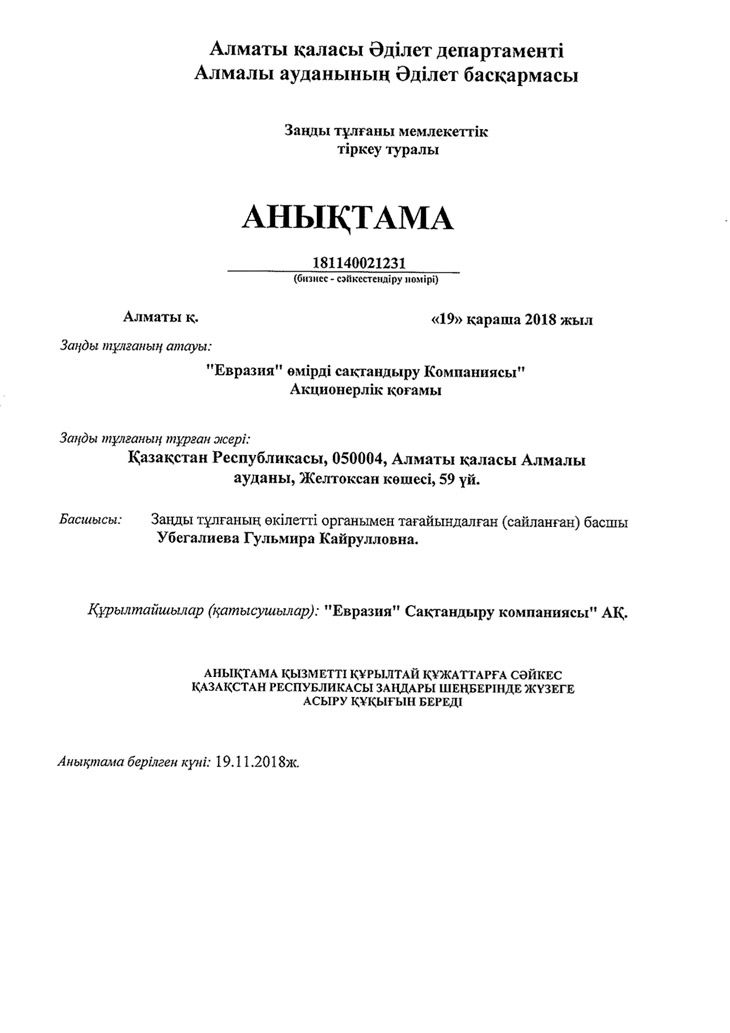 Алматы қаласы Әділет департаменті
Алмалы ауданының Әділет басқармасы
Заңды тұлғаны мемлекеттік
тіркеу туралы
АНЫҚТАМА
181140021231
(бизнес - сәйкестендіру нөмірі)
Алматы қ. «19» қараша 2018 жыл
Заңды тұлғаның атауы:
"Евразия" өмірді сақтандыру Компаниясы"
Акционерлік қоғамы
Заңды тұлғаның тұрған жері:
Қазақстан Республикасы, 050004, Алматы қаласы Алмалы
ауданы, Желтоксан көшесі, 59 үй.
Басшысы: Заңды тұлғаның өкілетті органымен тағайындалған (сайланған) басшы
Убегалиева Гульмира Кайрулловна.
Құрылтайшылар (қатысушылар): "Евразия" Сақтандыру компаниясы" АҚ.
АНЫҚТАМА ҚЫЗМЕТТІ ҚҰРЫЛТАЙ ҚҰЖАТТАРҒА СӘЙКЕС
ҚАЗАҚСТАН РЕСПУБЛИКАСЫ ЗАҢДАРЫ ШЕҢБЕРІНДЕ ЖҮЗЕГЕ
АСЫРУ ҚҰҚЫҒЫН БЕРЕДІ
Анықтама берілген күні: 19.11.2018ж.